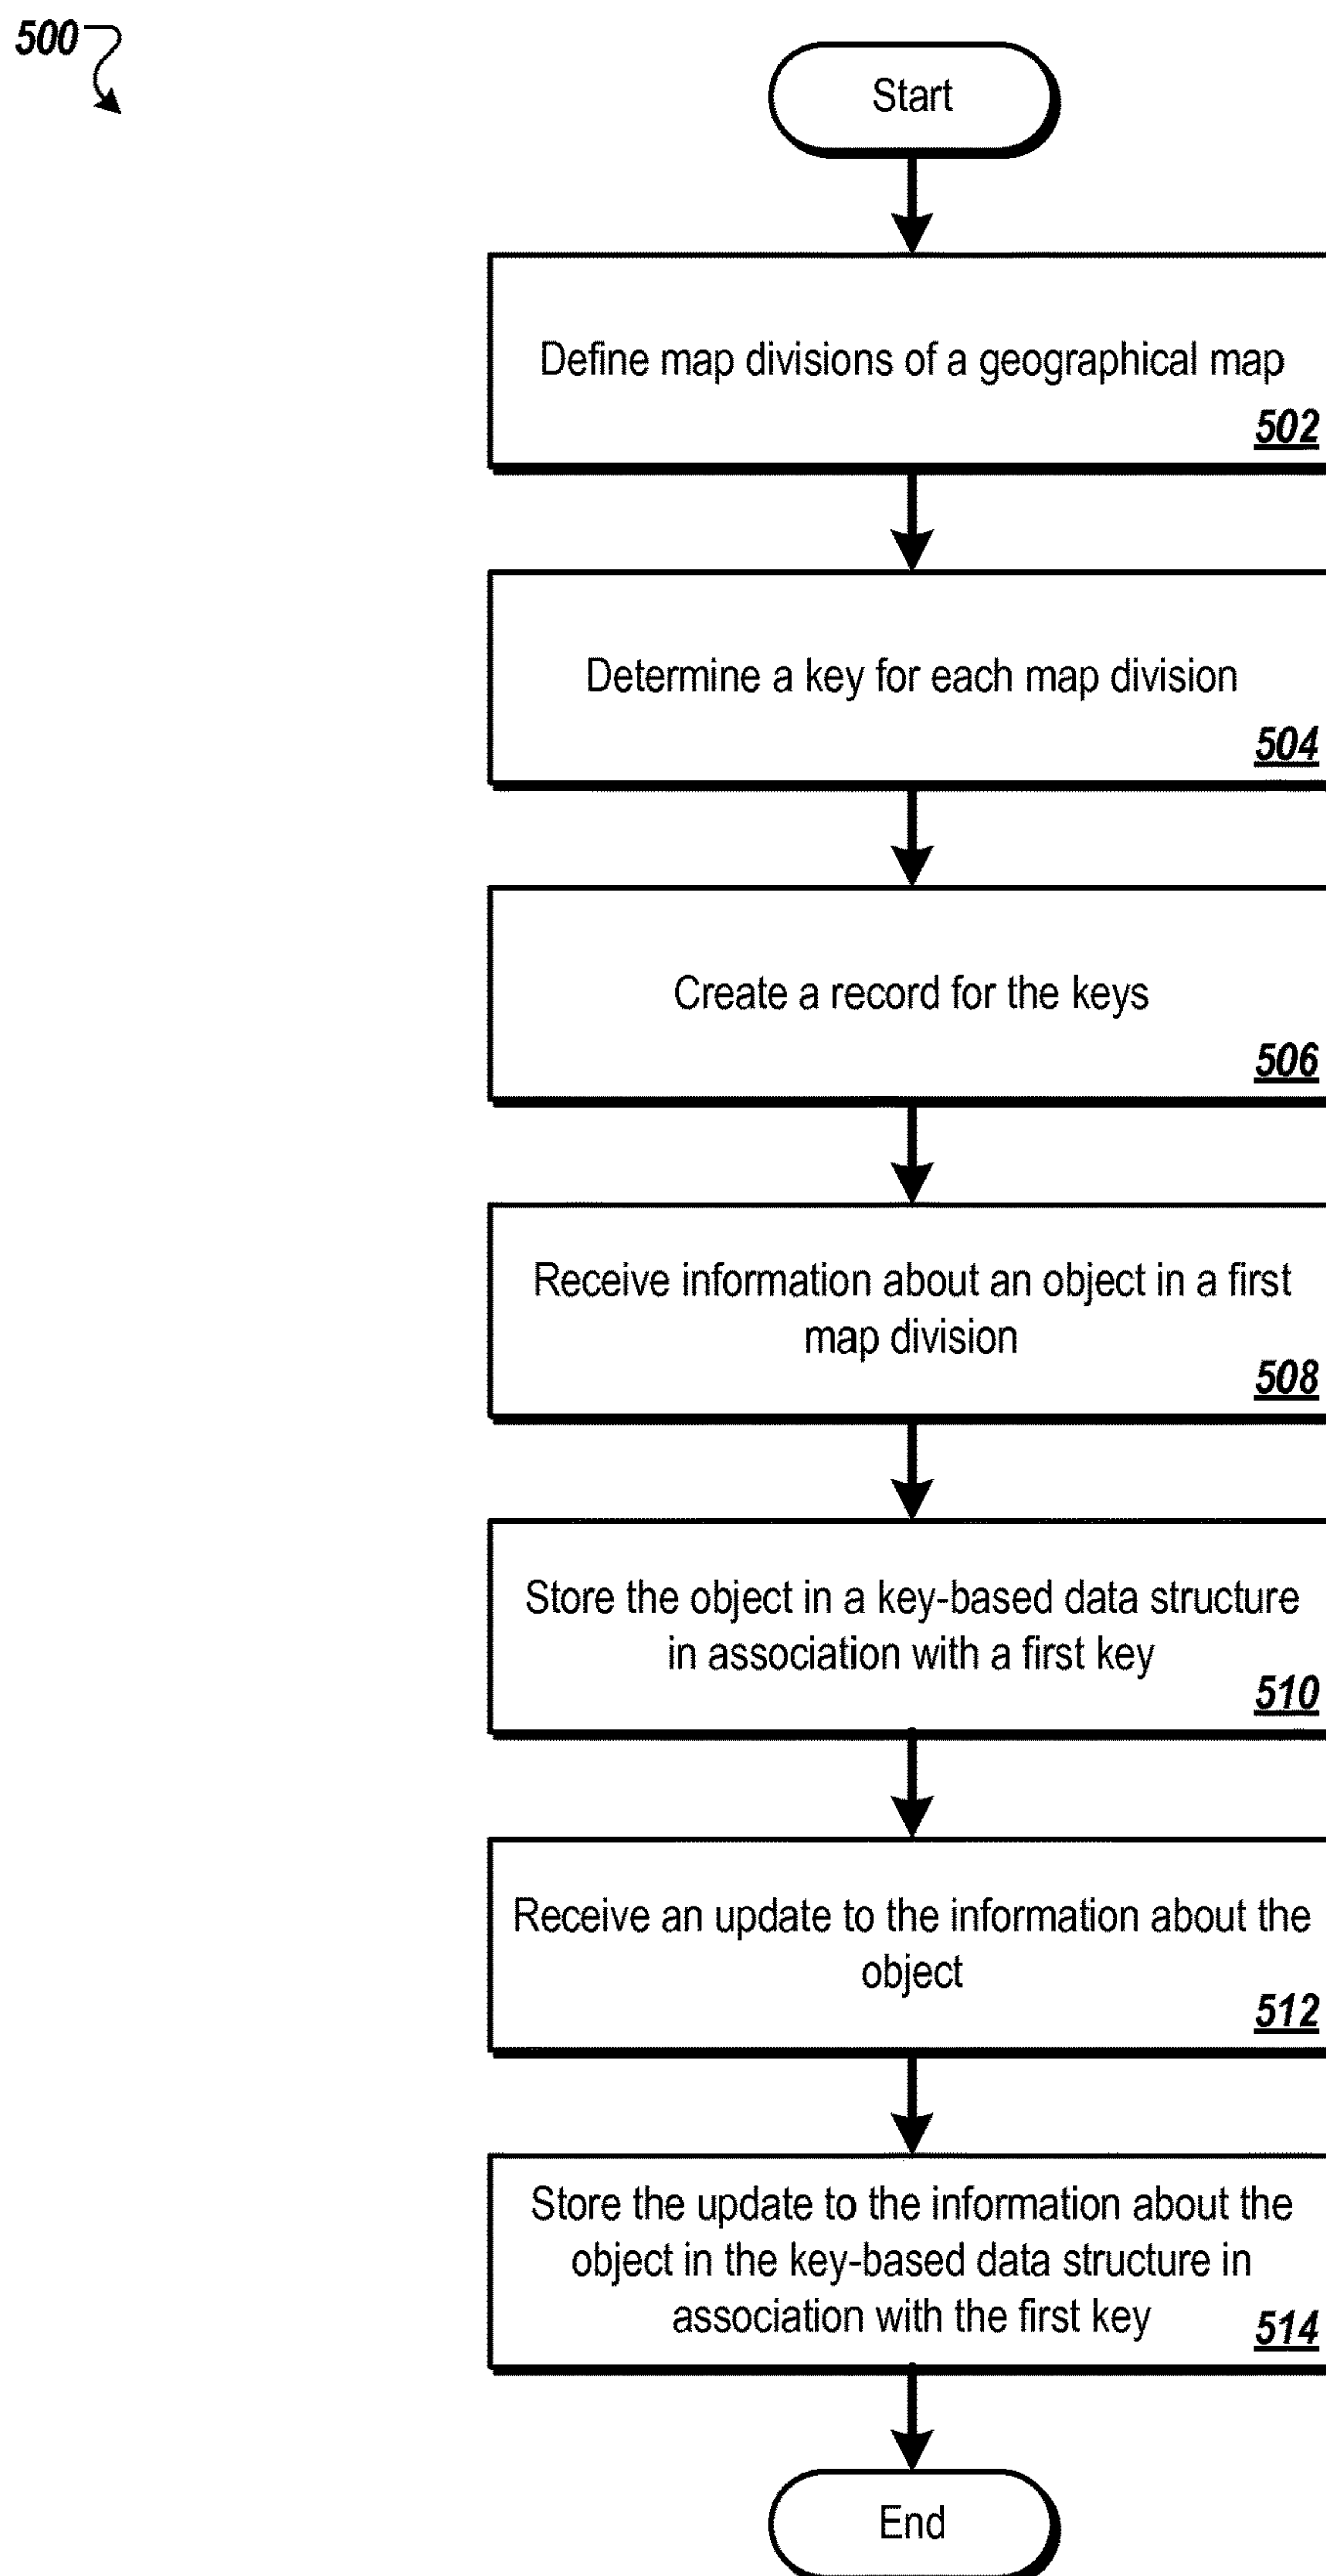 500
Start
Define map divisions of a geographical map
502
Determine a key for each map division
504
Create a record for the keys
506
Receive information about an object in a first
map division
508
Store the object in a key-based data structure
in association with a first key
510
Receive an update to the information about the
object
512
Store the update to the information about the
object in the key-based data structure in
association with the first key
514
End